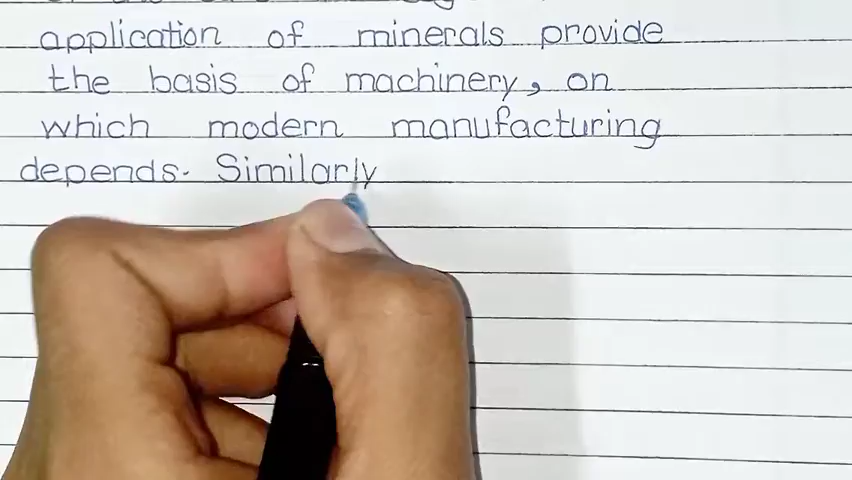 application of minerals provide
the basis of machinery, on
which modern manufacturing
depends. Similarly